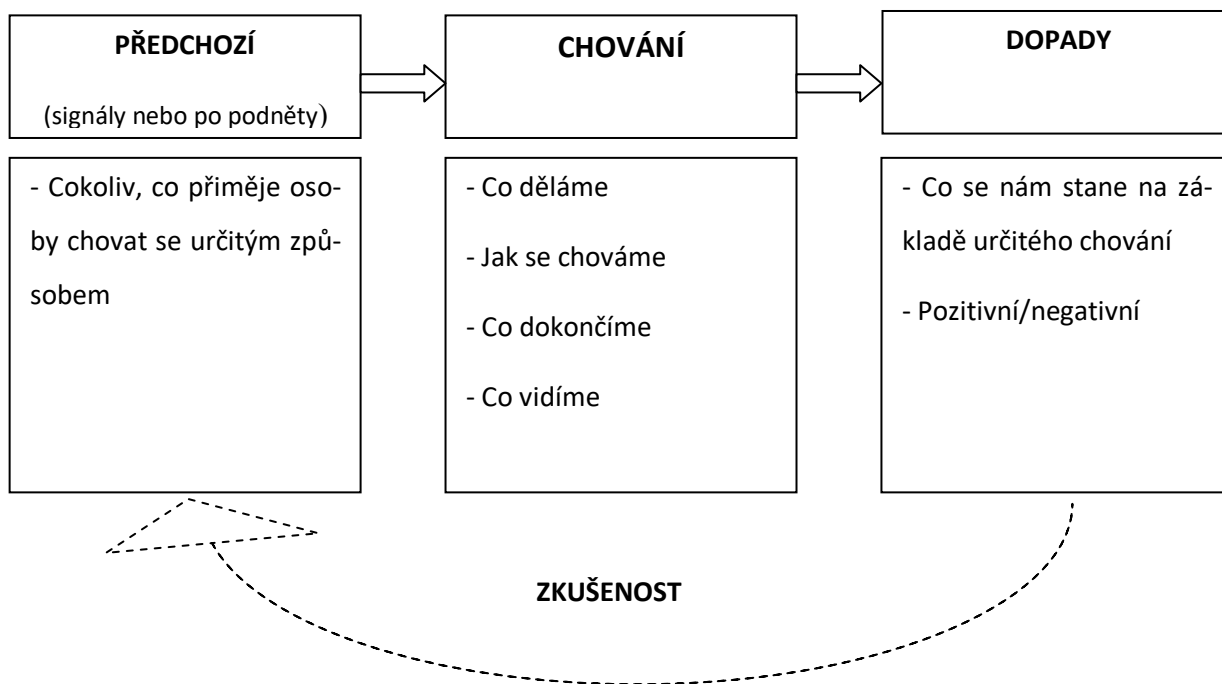 PŘEDCHOZÍ
(signály nebo po podněty)
CHOVÁNÍ
DOPADY
- Cokoliv, co přiměje oso-
by chovat se určitým způ-
sobem
- Co děláme
- Jak se chováme
- Co dokončíme
- Co vidíme
- Co se nám stane na zá-
kladě určitého chování
- Pozitivní/negativní
ZKUŠENOST